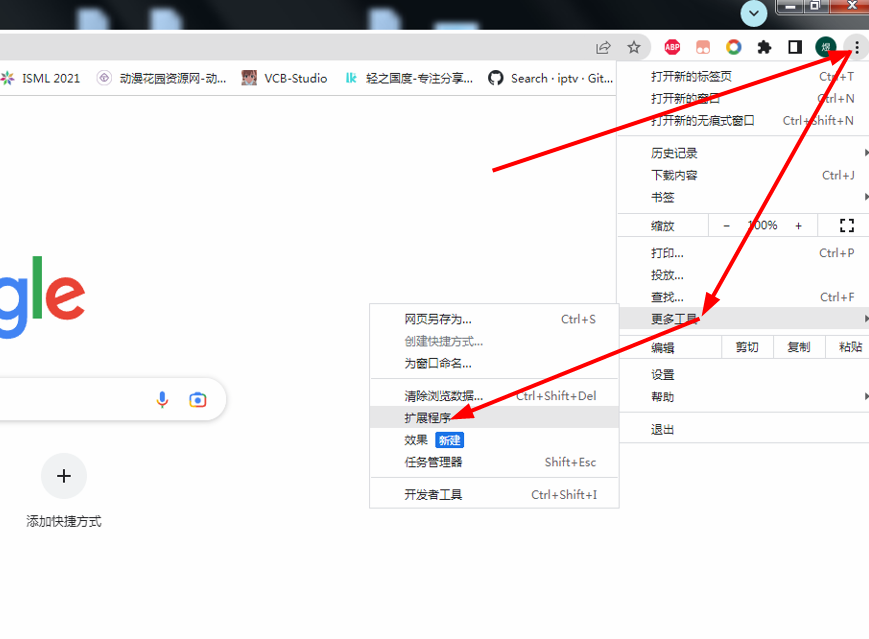 ABP
煜
ISML 2021
动漫花园资源网-动...
VCB-Studio
lk
轻之国度-专注分享...
Search · iptv · Git...
打开新的标签页 Ctrl+T
打开新的窗口 Ctrl+N
打开新的无痕式窗口 Ctrl+Shift+N
历史记录
下载内容 Ctrl+J
书签
缩放 - 100% +
打印... Ctrl+P
投放...
查找... Ctrl+F
更多工具
编辑 剪切 复制 粘贴
设置
帮助
退出
网页另存为... Ctrl+S
创建快捷方式...
为窗口命名...
清除浏览数据... Ctrl+Shift+Del
扩展程序
效果 新建
任务管理器 Shift+Esc
开发者工具 Ctrl+Shift+I
gle
添加快捷方式